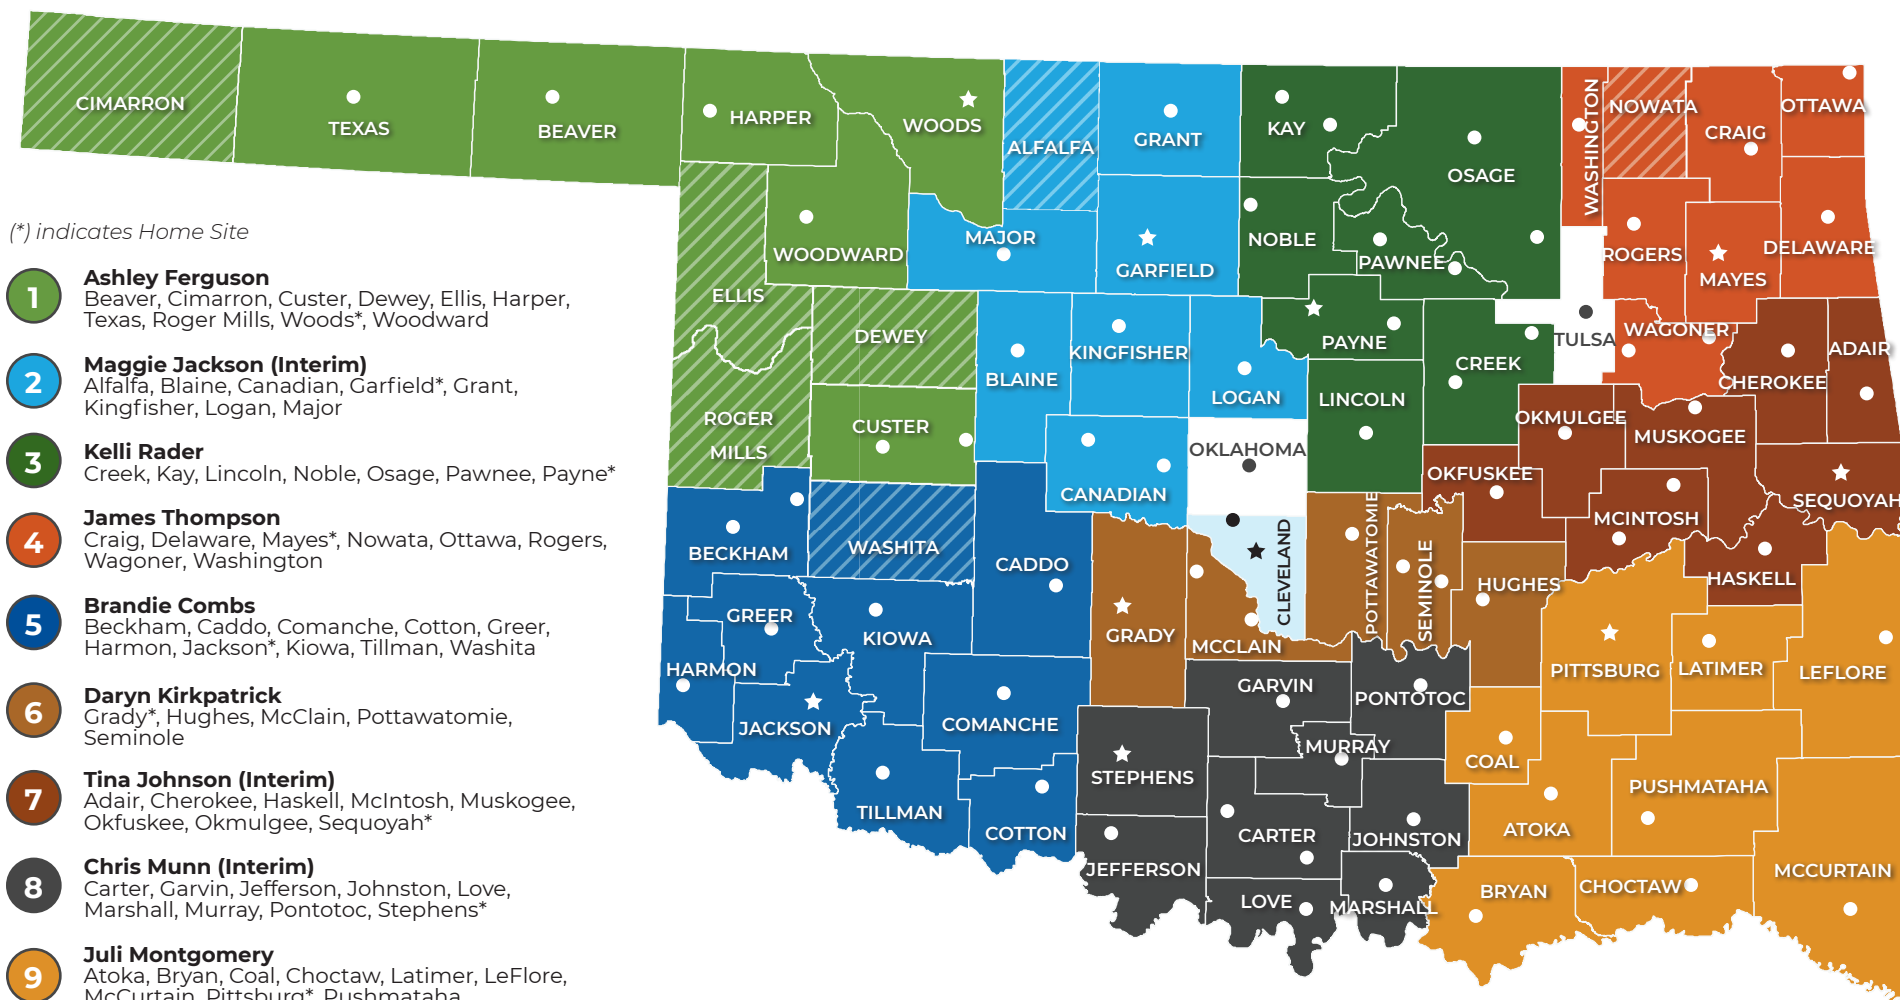 (*) indicates Home Site
1
Ashley Ferguson
Beaver, Cimarron, Custer, Dewey, Ellis, Harper,
Texas, Roger Mills, Woods*, Woodward
2
Maggie Jackson (Interim)
Alfalfa, Blaine, Canadian, Garfield*, Grant,
Kingfisher, Logan, Major
3
Kelli Rader
Creek, Kay, Lincoln, Noble, Osage, Pawnee, Payne*
4
James Thompson
Craig, Delaware, Mayes*, Nowata, Ottawa, Rogers,
Wagoner, Washington
5
Brandie Combs
Beckham, Caddo, Comanche, Cotton, Greer,
Harmon, Jackson*, Kiowa, Tillman, Washita
6
Daryn Kirkpatrick
Grady*, Hughes, McClain, Pottawatomie,
Seminole
7
Tina Johnson (Interim)
Adair, Cherokee, Haskell, McIntosh, Muskogee,
Okfuskee, Okmulgee, Sequoyah*
8
Chris Munn (Interim)
Carter, Garvin, Jefferson, Johnston, Love,
Marshall, Murray, Pontotoc, Stephens*
9
Juli Montgomery
Atoka, Bryan, Coal, Choctaw, Latimer, LeFlore,
McCurtain, Pittsburg*, Pushmataha
CIMARRON
TEXAS
BEAVER
HARPER
WOODS
ALFALFA
GRANT
KAY
OSAGE
WASHINGTON
NOWATA
CRAIG
OTTAWA
ELLIS
WOODWARD
MAJOR
GARFIELD
NOBLE
PAWNEE
ROGERS
MAYES
DELAWARE
DEWEY
BLAINE
KINGFISHER
LOGAN
PAYNE
CREEK
TULSA
WAGONER
CHEROKEE
ADAIR
ROGER
MILLS
CUSTER
CANADIAN
OKLAHOMA
LINCOLN
OKMULGEE
MUSKOGEE
OKFUSKEE
MCINTOSH
SEQUOYAH
BECKHAM
WASHITA
CADDO
GRADY
MCCLAIN
CLEVELAND
POTTAWATOMIE
SEMINOLE
HUGHES
HASKELL
GREER
KIOWA
HARMON
JACKSON
COMANCHE
TILLMAN
COTTON
STEPHENS
JEFFERSON
GARVIN
PONTOTOC
MURRAY
CARTER
JOHNSTON
LOVE
MARSHALL
PITTSBURG
LATIMER
LEFLORE
COAL
ATOKA
PUSHMATAHA
BRYAN
CHOCTAW
MCCURTAIN